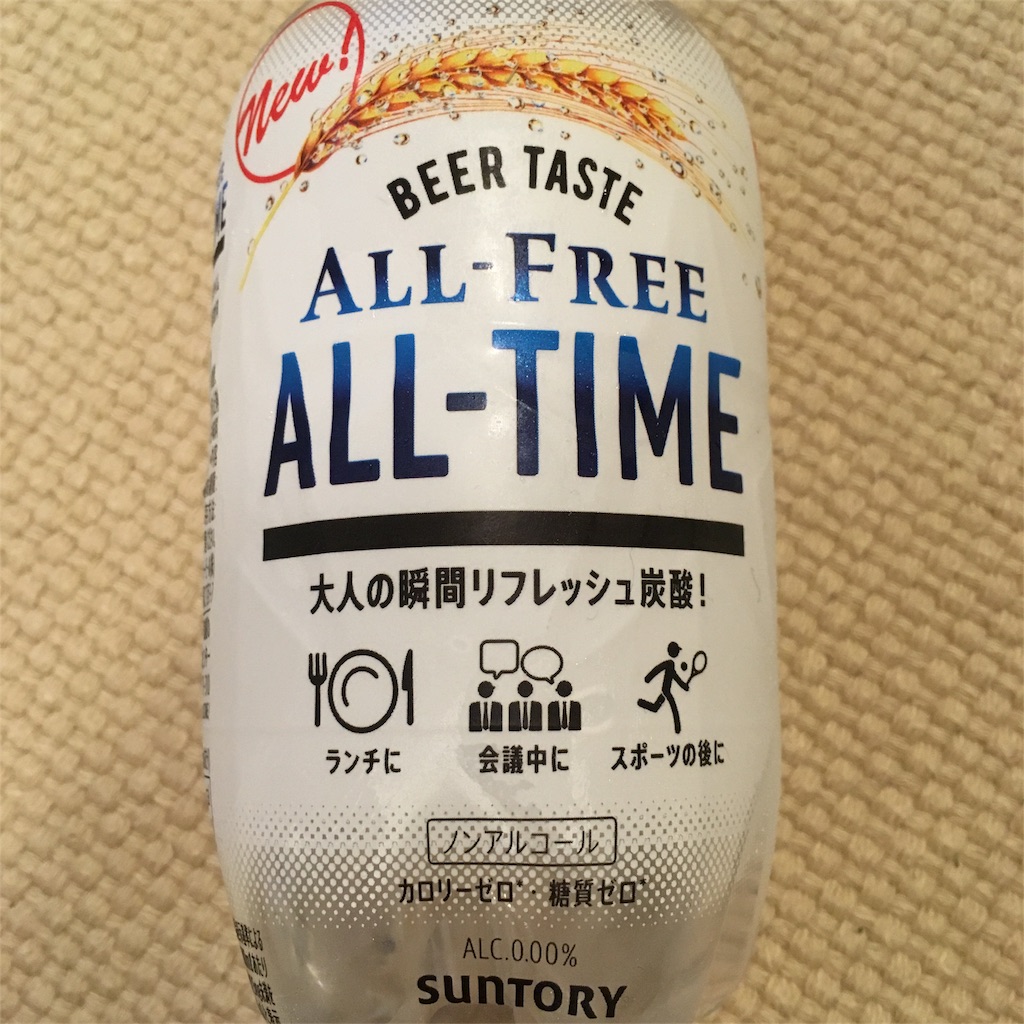 New!
BEER TASTE
ALL-FREE
ALL-TIME
大人の瞬間リフレッシュ炭酸!
ランチに
会議中に
スポーツの後に
ノンアルコール
カロリーゼロ*・糖質ゼロ*
ALC.0.00%
SUNTORY